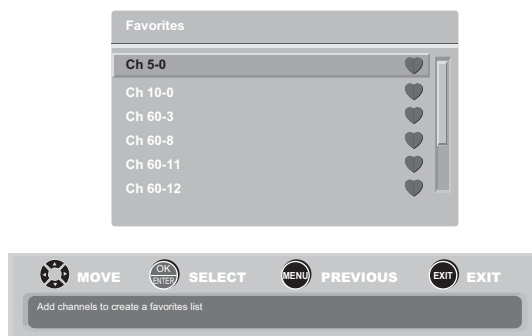 Favorites
Ch 5-0
Ch 10-0
Ch 60-3
Ch 60-8
Ch 60-11
Ch 60-12
MOVE OK ENTER SELECT MENU PREVIOUS EXIT EXIT
Add channels to create a favorites list